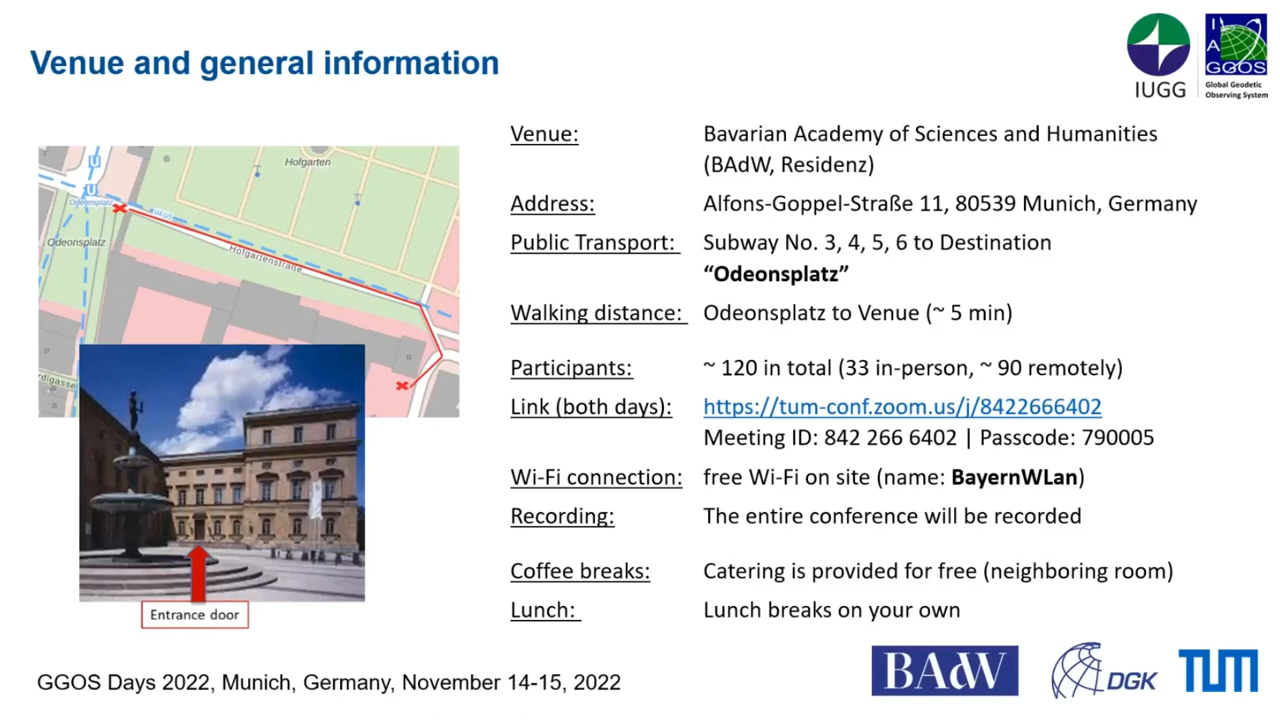 Venue and general information
IUGG
I
A
GGOS
Global Geodetic
Observing System
Hofgarten
Odeonsplatz
U4;U5
Odeonsplatz
Hofgartenstraße
11
37
rdigasse
Entrance door
Venue: Bavarian Academy of Sciences and Humanities
(BAdW, Residenz)
Address: Alfons-Goppel-Straße 11, 80539 Munich, Germany
Public Transport: Subway No. 3, 4, 5, 6 to Destination
“Odeonsplatz”
Walking distance: Odeonsplatz to Venue (~ 5 min)
Participants: ~ 120 in total (33 in-person, ~ 90 remotely)
Link (both days): https://tum-conf.zoom.us/j/8422666402
Meeting ID: 842 266 6402 | Passcode: 790005
Wi-Fi connection: free Wi-Fi on site (name: BayernWLan)
Recording: The entire conference will be recorded
Coffee breaks: Catering is provided for free (neighboring room)
Lunch: Lunch breaks on your own
GGOS Days 2022, Munich, Germany, November 14-15, 2022
BAdW
DGK
TUM